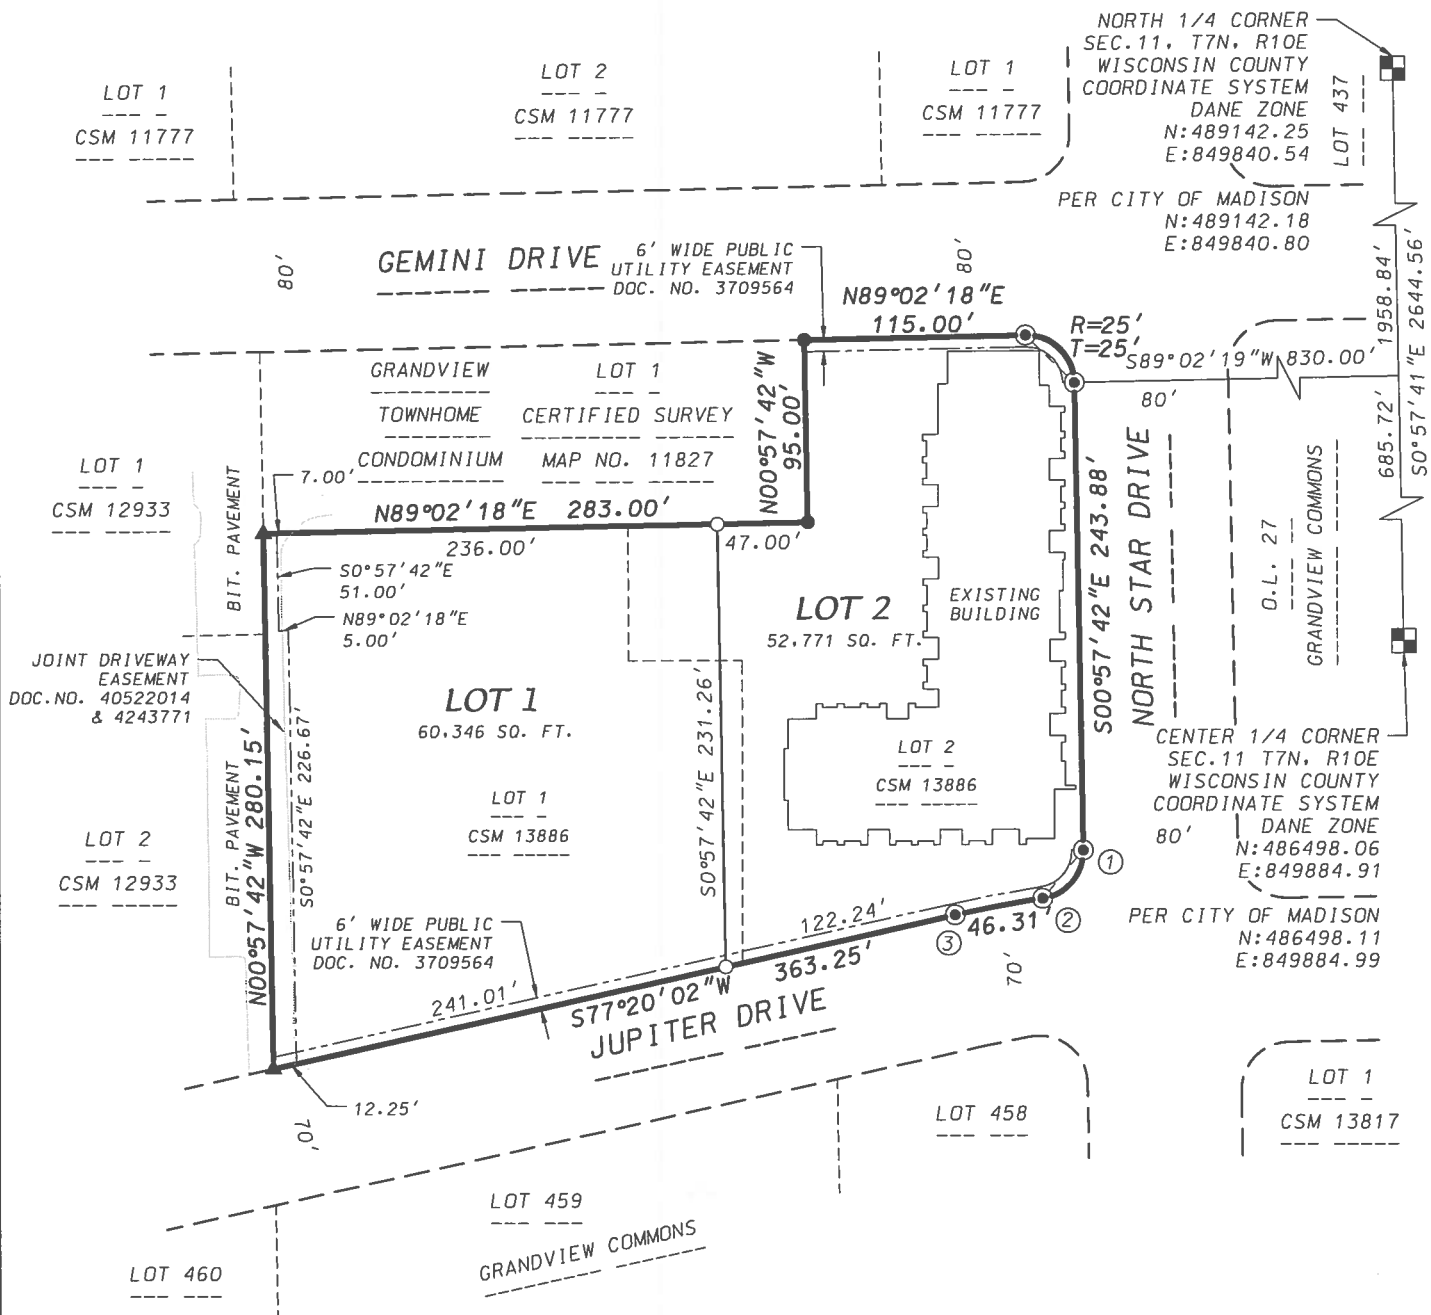 NORTH 1/4 CORNER
SEC.11, T7N, R10E
WISCONSIN COUNTY
COORDINATE SYSTEM
DANE ZONE
N:489142.25
E:849840.54
PER CITY OF MADISON
N:489142.18
E:849840.80
LOT 437
LOT 1
CSM 11777
LOT 2
CSM 11777
LOT 1
CSM 11777
80'
GEMINI DRIVE
6' WIDE PUBLIC
UTILITY EASEMENT
DOC. NO. 3709564
80'
N89°02'18"E
115.00'
R=25'
T=25'
S89°02'19"W 830.00'
1958.84'
S0°57'41"E 2644.56'
685.72'
GRANDVIEW
TOWNHOME
CONDOMINIUM
LOT 1
CERTIFIED SURVEY
MAP NO. 11827
N00°57'42"W
95.00'
80'
LOT 1
CSM 12933
BIT. PAVEMENT
7.00'
N89°02'18"E 283.00'
236.00'
47.00'
S0°57'42"E
51.00'
N89°02'18"E
5.00'
S00°57'42"E 243.88'
NORTH STAR DRIVE
O.L. 27
GRANDVIEW COMMONS
EXISTING
BUILDING
LOT 2
52,771 SQ. FT.
JOINT DRIVEWAY
EASEMENT
DOC.NO. 40522014
& 4243771
LOT 1
60,346 SQ. FT.
S0°57'42"E 226.67'
S0°57'42"E 231.26'
LOT 2
CSM 13886
LOT 1
CSM 13886
BIT. PAVEMENT
N00°57'42"W 280.15'
LOT 2
CSM 12933
CENTER 1/4 CORNER
SEC.11 T7N, R10E
WISCONSIN COUNTY
COORDINATE SYSTEM
DANE ZONE
N:486498.06
E:849884.91
PER CITY OF MADISON
N:486498.11
E:849884.99
80'
1
2
3
6' WIDE PUBLIC
UTILITY EASEMENT
DOC. NO. 3709564
122.24'
46.31'
363.25'
241.01'
S77°20'02"W
JUPITER DRIVE
70'
12.25'
70'
LOT 458
LOT 1
CSM 13817
LOT 459
GRANDVIEW COMMONS
LOT 460